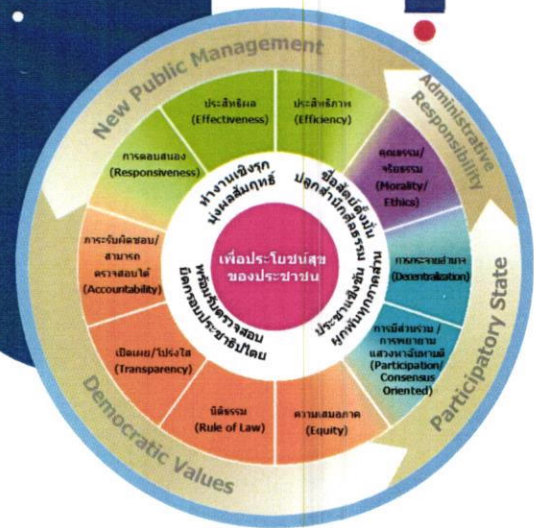 New Public Management
Administrative
Responsibility
Participatory State
Democratic Values
ประสิทธิผล
(Effectiveness)
ประสิทธิภาพ
(Efficiency)
คุณธรรม/
จริยธรรม
(Morality/
Ethics)
การกระจายอำนาจ
(Decentralization)
การมีส่วนร่วม/
การพยายาม
แสวงหาฉันทามติ
(Participation/
Consensus
Oriented)
ความเสมอภาค
(Equity)
นิติธรรม
(Rule of Law)
เปิดเผย/โปร่งใส
(Transparency)
ภาระรับผิดชอบ/
สามารถ
ตรวจสอบได้
(Accountability)
การตอบสนอง
(Responsiveness)
ทำงานเชิงรุก
มุ่งผลสัมฤทธิ์
ซื่อสัตย์ตั้งมั่น
ปลูกสำนึกศีลธรรม
ประชาเชิงชัน
ผูกพันทุกภาคส่วน
พร้อมรับตรวจสอบ
ยึดกรอบประชาธิปไตย
เพื่อประโยชน์สุข
ของประชาชน